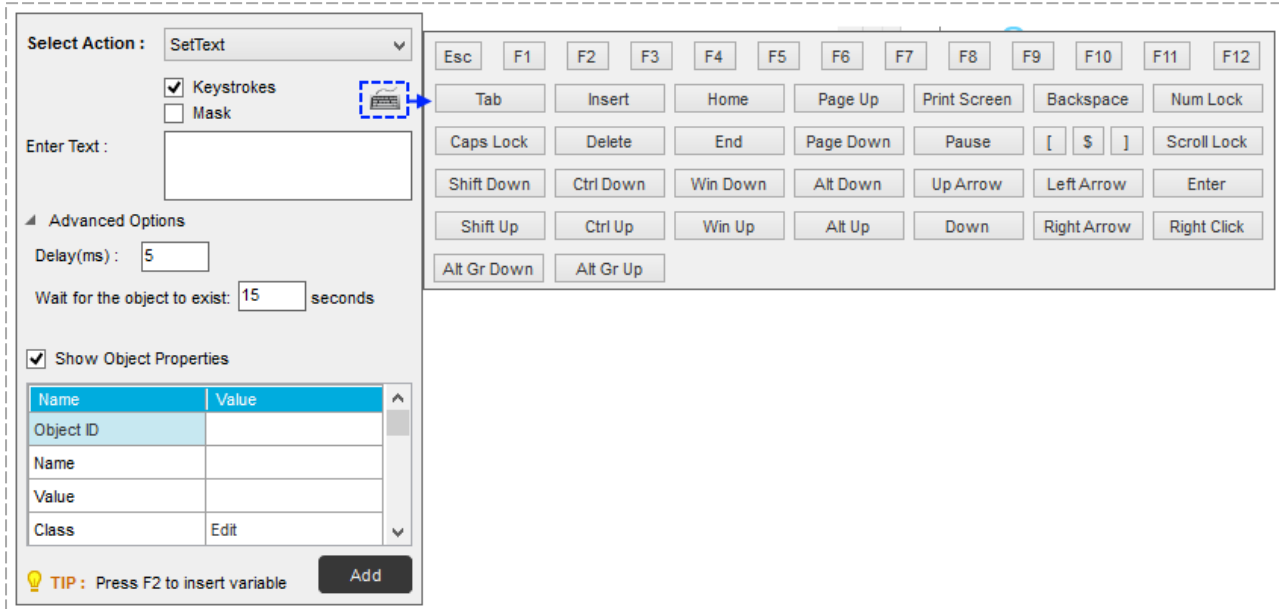 Select Action : SetText
Keystrokes
Mask
Enter Text :
Advanced Options
Delay(ms) : 5
Wait for the object to exist: 15 seconds
Show Object Properties
Name Value
Object ID
Name
Value
Class Edit
TIP : Press F2 to insert variable Add
Esc F1 F2 F3 F4 F5 F6 F7 F8 F9 F10 F11 F12
Tab Insert Home Page Up Print Screen Backspace Num Lock
Caps Lock Delete End Page Down Pause [ $ ] Scroll Lock
Shift Down Ctrl Down Win Down Alt Down Up Arrow Left Arrow Enter
Shift Up Ctrl Up Win Up Alt Up Down Right Arrow Right Click
Alt Gr Down Alt Gr Up